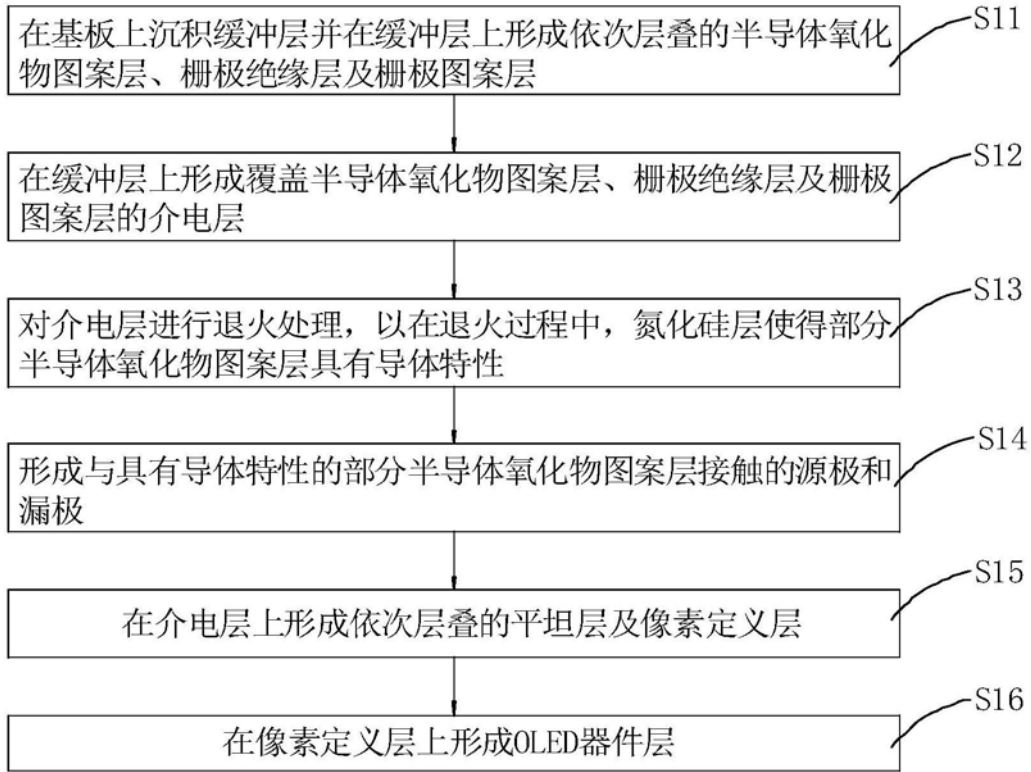 在基板上沉积缓冲层并在缓冲层上形成依次层叠的半导体氧化
物图案层、栅极绝缘层及栅极图案层
S11
在缓冲层上形成覆盖半导体氧化物图案层、栅极绝缘层及栅极
图案层的介电层
S12
对介电层进行退火处理，以在退火过程中，氮化硅层使得部分
半导体氧化物图案层具有导体特性
S13
形成与具有导体特性的部分半导体氧化物图案层接触的源极和
漏极
S14
在介电层上形成依次层叠的平坦层及像素定义层
S15
在像素定义层上形成OLED器件层
S16